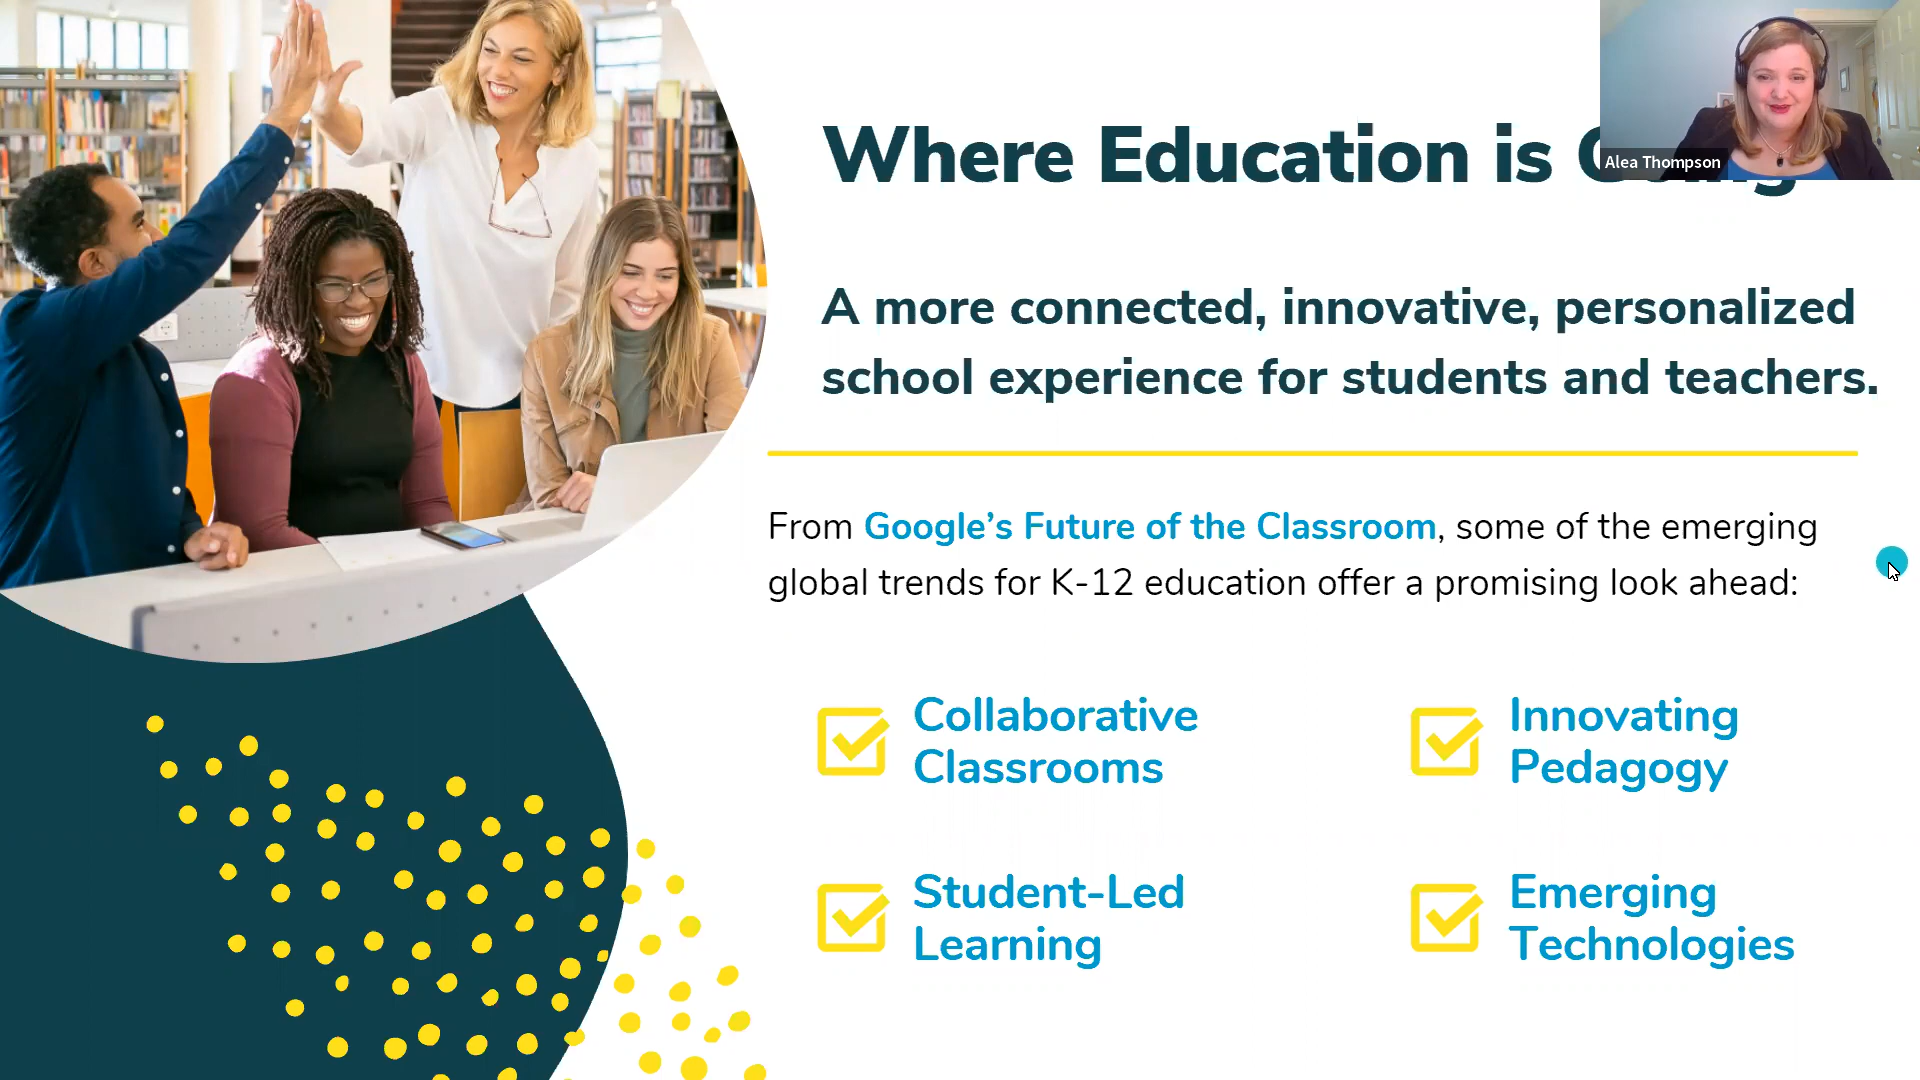 Where Education is Going
Alea Thompson
A more connected, innovative, personalized
school experience for students and teachers.
From Google’s Future of the Classroom, some of the emerging
global trends for K-12 education offer a promising look ahead:
Collaborative
Classrooms
Innovating
Pedagogy
Student-Led
Learning
Emerging
Technologies